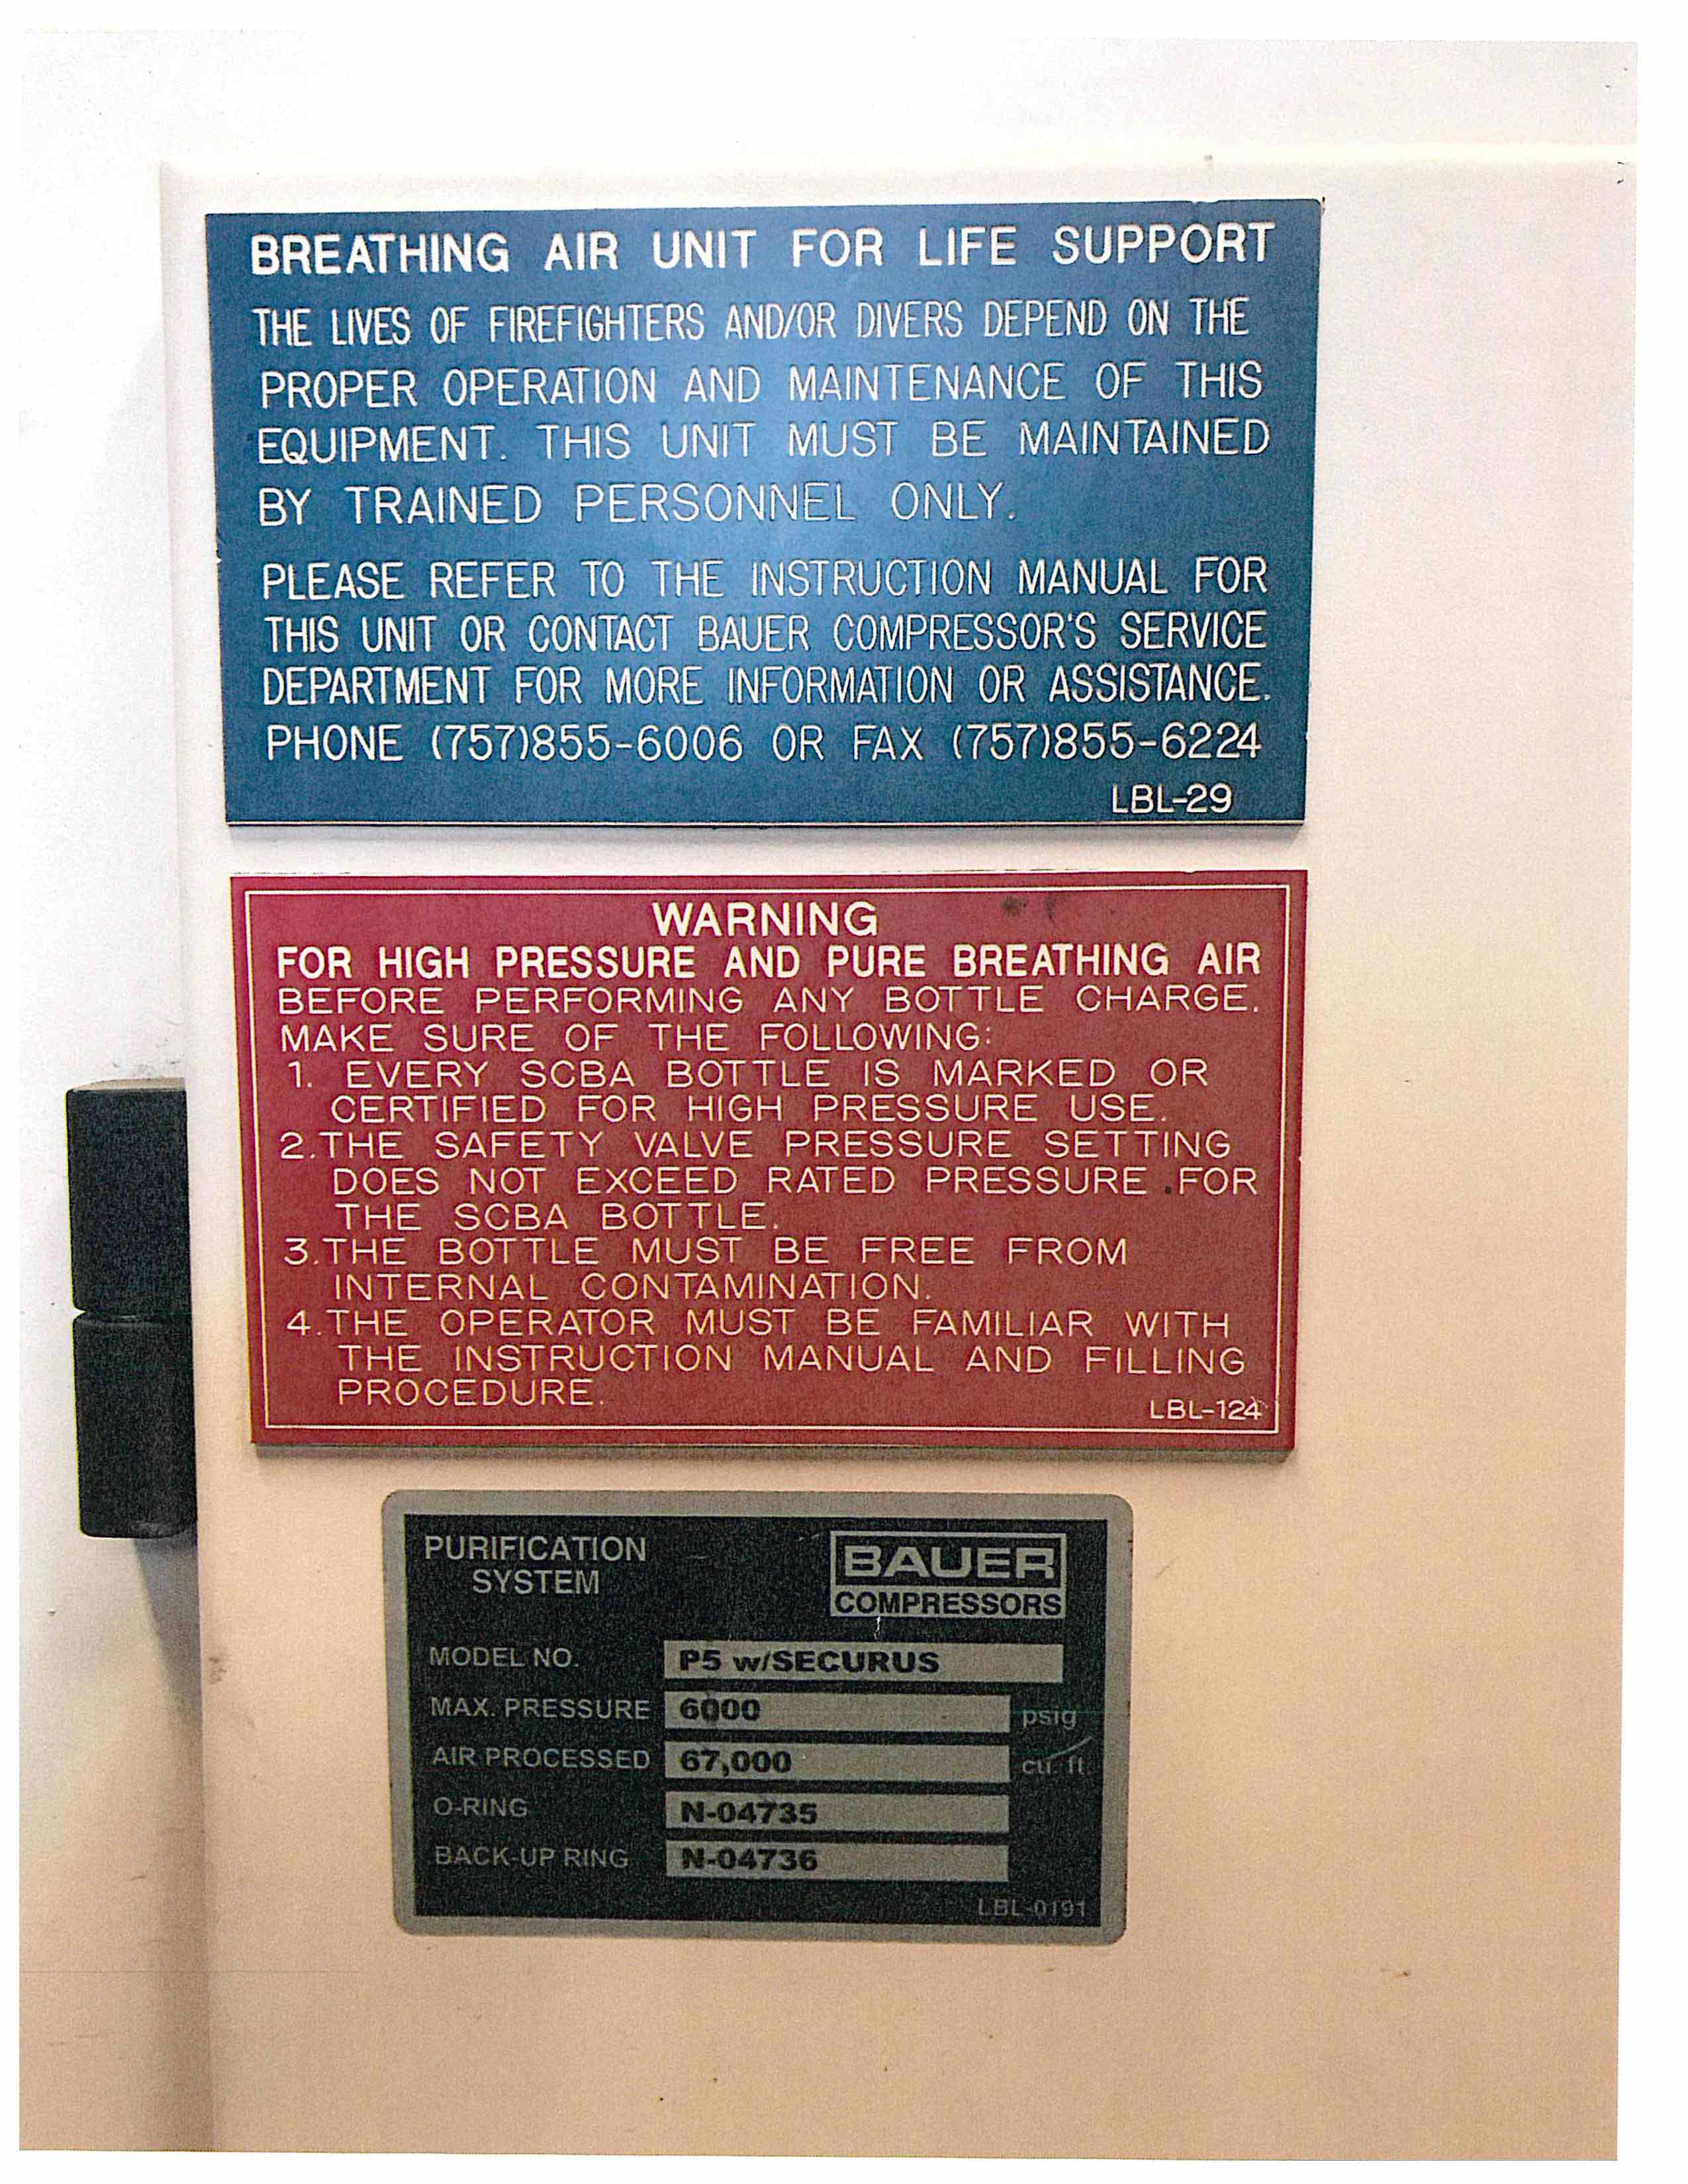 BREATHING AIR UNIT FOR LIFE SUPPORT
THE LIVES OF FIREFIGHTERS AND/OR DIVERS DEPEND ON THE
PROPER OPERATION AND MAINTENANCE OF THIS
EQUIPMENT. THIS UNIT MUST BE MAINTAINED
BY TRAINED PERSONNEL ONLY.
PLEASE REFER TO THE INSTRUCTION MANUAL FOR
THIS UNIT OR CONTACT BAUER COMPRESSOR'S SERVICE
DEPARTMENT FOR MORE INFORMATION OR ASSISTANCE.
PHONE (757)855-6006 OR FAX (757)855-6224
LBL-29
WARNING
FOR HIGH PRESSURE AND PURE BREATHING AIR
BEFORE PERFORMING ANY BOTTLE CHARGE.
MAKE SURE OF THE FOLLOWING:
1. EVERY SCBA BOTTLE IS MARKED OR
CERTIFIED FOR HIGH PRESSURE USE.
2.THE SAFETY VALVE PRESSURE SETTING
DOES NOT EXCEED RATED PRESSURE FOR
THE SCBA BOTTLE.
3.THE BOTTLE MUST BE FREE FROM
INTERNAL CONTAMINATION.
4.THE OPERATOR MUST BE FAMILIAR WITH
THE INSTRUCTION MANUAL AND FILLING
PROCEDURE.
LBL-124
PURIFICATION
SYSTEM
BAUER
COMPRESSORS
MODEL NO. P5 w/SECURUS
MAX. PRESSURE 6000 psig
AIR PROCESSED 67,000 cu. ft.
O-RING N-04735
BACK-UP RING N-04736
LBL-0191